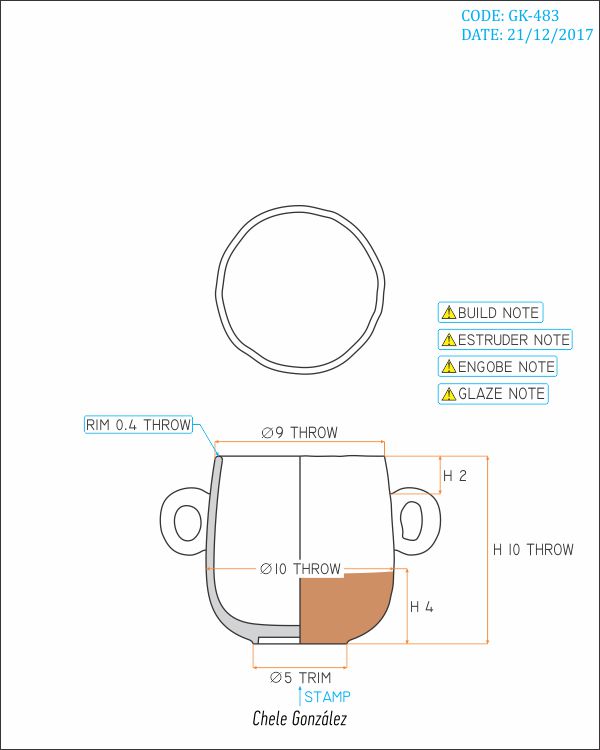 CODE: GK-483
DATE: 21/12/2017
BUILD NOTE
ESTRUDER NOTE
ENGOBE NOTE
GLAZE NOTE
RIM 0.4 THROW
Ø9 THROW
H 2
H 10 THROW
Ø10 THROW
H 4
Ø5 TRIM
STAMP
Chele González